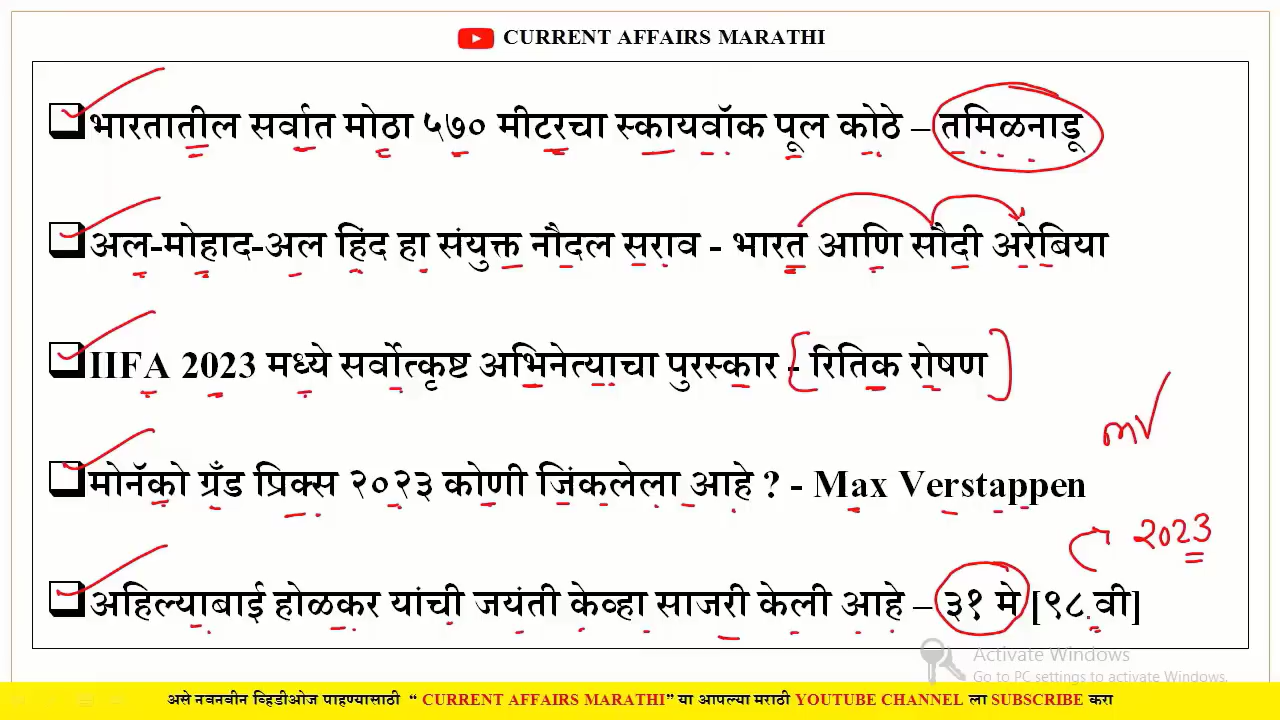 CURRENT AFFAIRS MARATHI
भारतातील सर्वात मोठा ५७० मीटरचा स्कायवॉक पूल कोठे – तमिळनाडू
अल-मोहाद-अल हिंद हा संयुक्त नौदल सराव - भारत आणि सौदी अरेबिया
IIFA 2023 मध्ये सर्वोत्कृष्ट अभिनेत्याचा पुरस्कार - रितिक रोषण
मोनॅको ग्रँड प्रिक्स २०२३ कोणी जिंकलेला आहे ? - Max Verstappen
२०२३
अहिल्याबाई होळकर यांची जयंती केव्हा साजरी केली आहे – ३१ मे [९८.वी]
Activate Windows
Go to PC settings to activate Windows.
असे नवनवीन व्हिडीओज पाहण्यासाठी “ CURRENT AFFAIRS MARATHI” या आपल्या मराठी YOUTUBE CHANNEL ला SUBSCRIBE करा